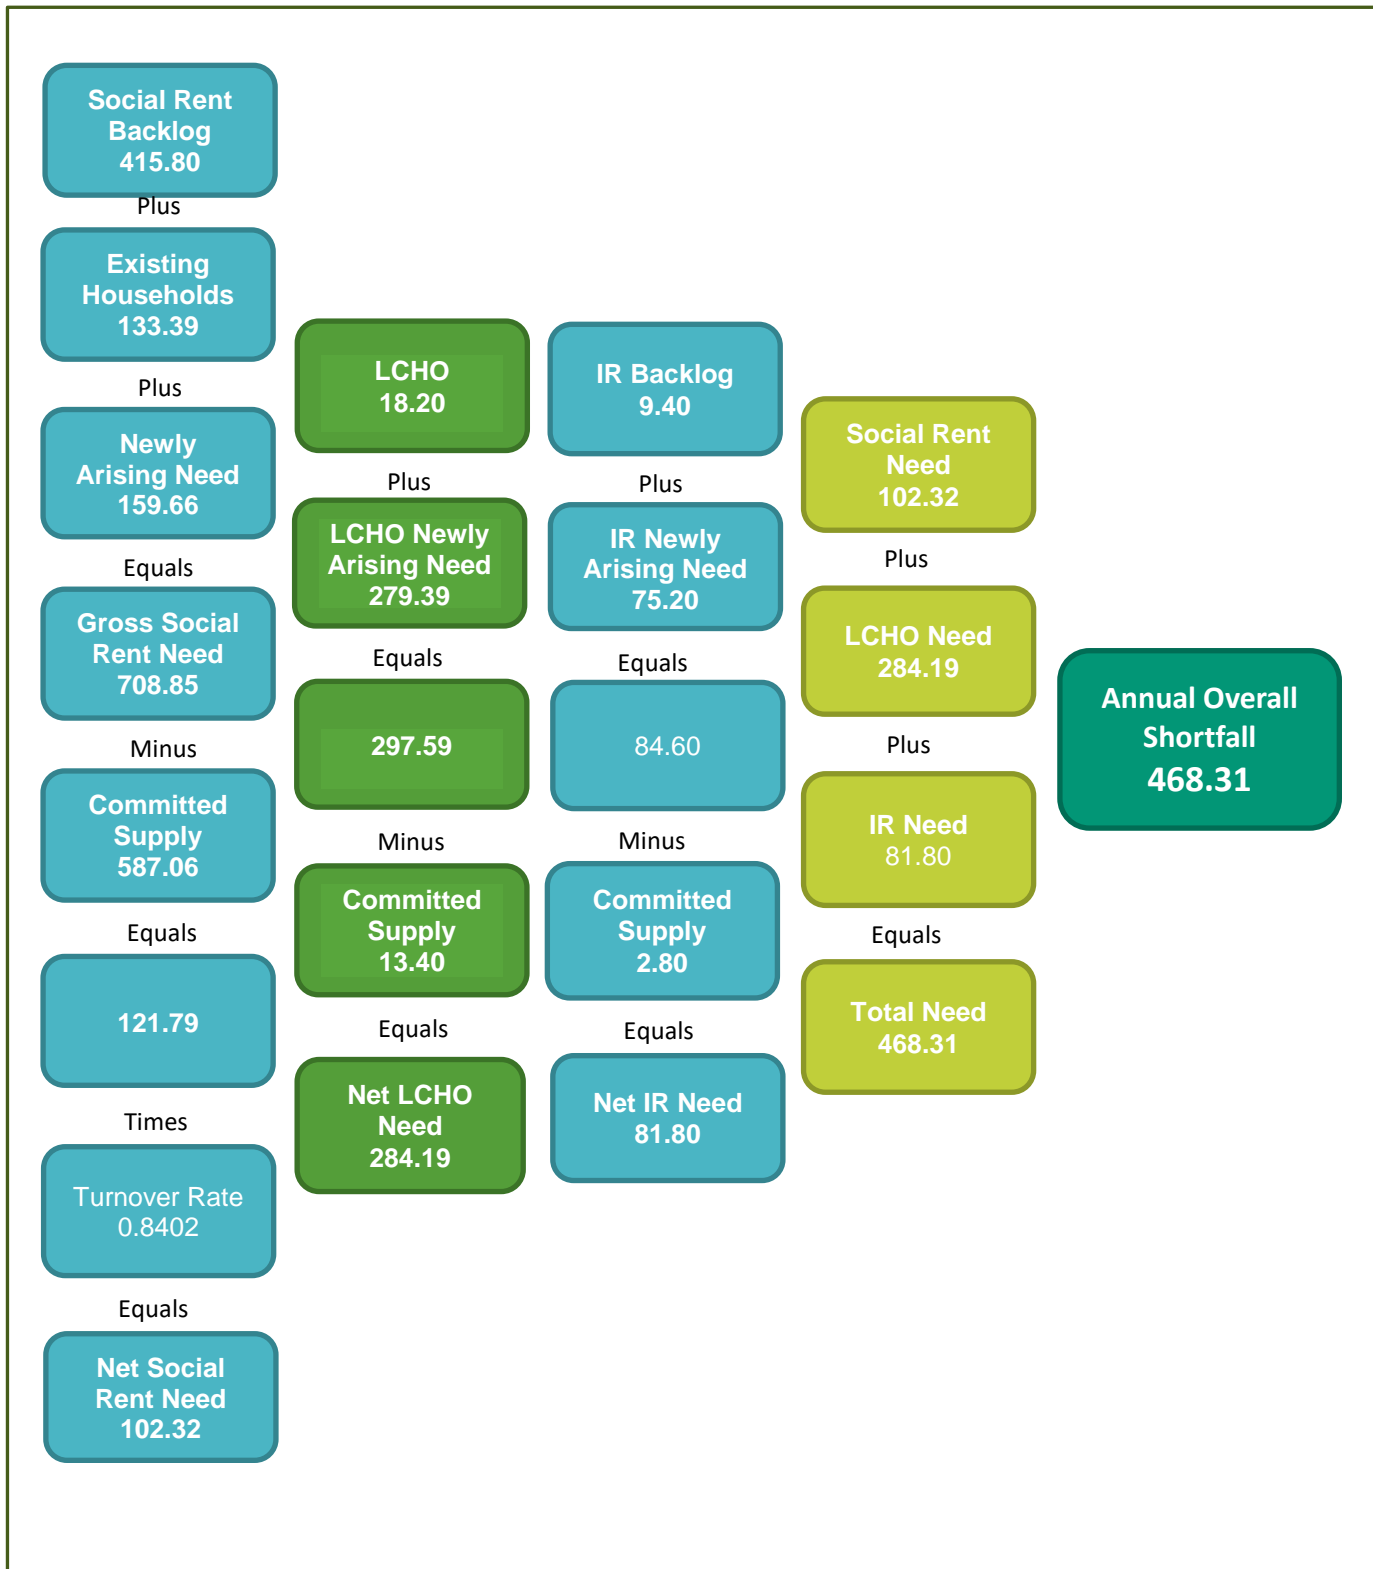 Social Rent
Backlog
415.80
Plus
Existing
Households
133.39
Plus
Newly
Arising Need
159.66
Equals
Gross Social
Rent Need
708.85
Minus
Committed
Supply
587.06
Equals
121.79
Times
Turnover Rate
0.8402
Equals
Net Social
Rent Need
102.32
LCHO
18.20
Plus
LCHO Newly
Arising Need
279.39
Equals
297.59
Minus
Committed
Supply
13.40
Equals
Net LCHO
Need
284.19
IR Backlog
9.40
Plus
IR Newly
Arising Need
75.20
Equals
84.60
Minus
Committed
Supply
2.80
Equals
Net IR Need
81.80
Social Rent
Need
102.32
Plus
LCHO Need
284.19
Plus
IR Need
81.80
Equals
Total Need
468.31
Annual Overall
Shortfall
468.31